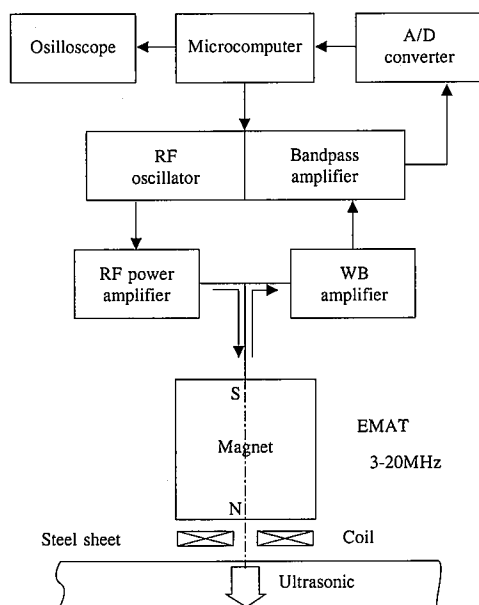 Osilloscope
Microcomputer
A/D
converter
RF
oscillator
Bandpass
amplifier
RF power
amplifier
WB
amplifier
S
Magnet
N
EMAT
3-20MHz
Steel sheet
Coil
Ultrasonic